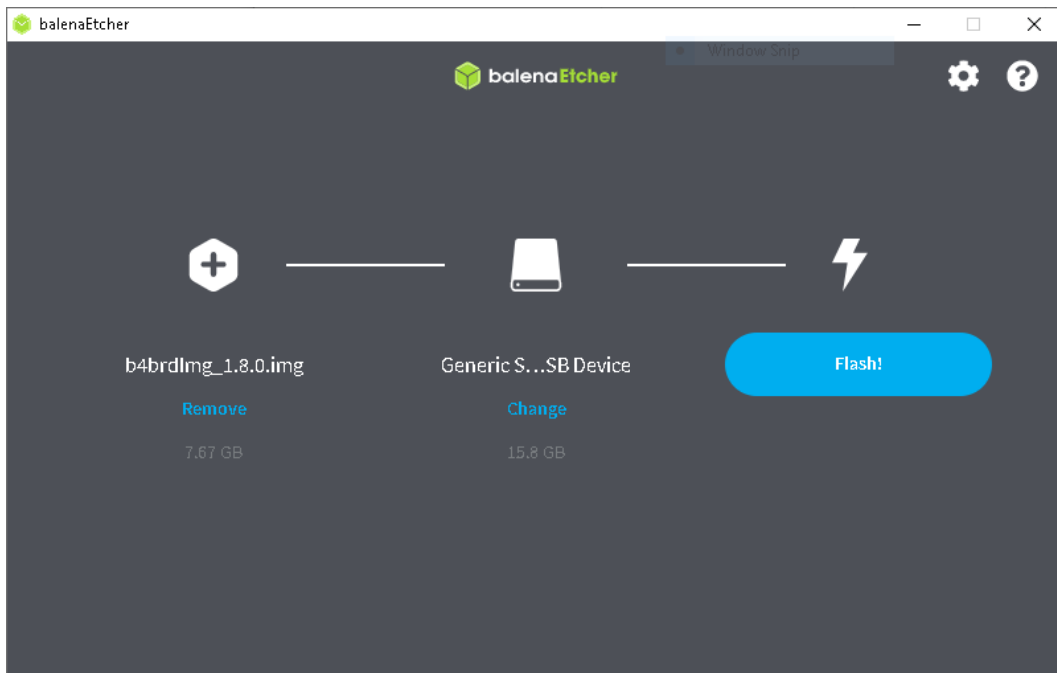 balenaEtcher
Window Snip
balenaEtcher
b4brdImg_1.8.0.img
Generic S...SB Device
Flash!
Remove
Change
7.67 GB
15.8 GB